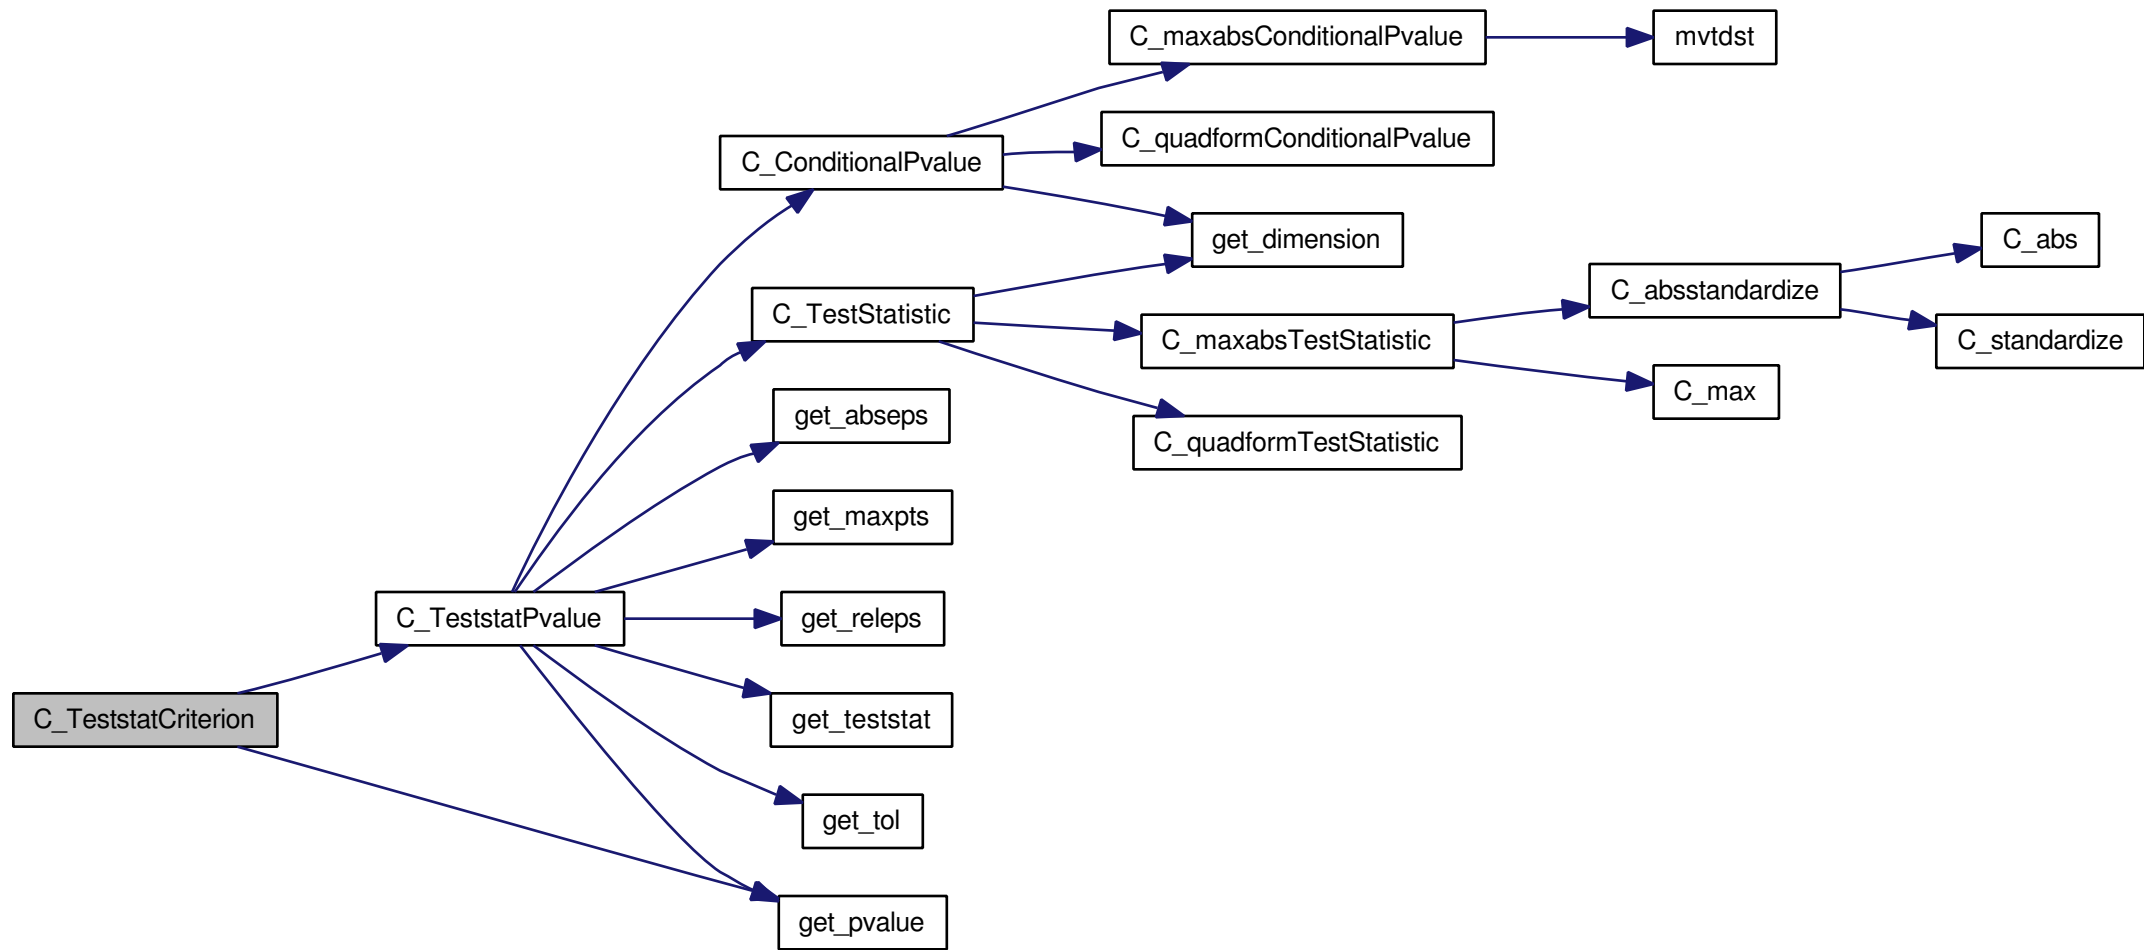 C_maxabsConditionalPvalue
mvtdst
C_quadformConditionalPvalue
C_ConditionalPvalue
get_dimension
C_abs
C_absstandardize
C_TestStatistic
C_maxabsTestStatistic
C_standardize
C_max
get_abseps
C_quadformTestStatistic
get_maxpts
C_TeststatPvalue
get_releps
C_TeststatCriterion
get_teststat
get_tol
get_pvalue